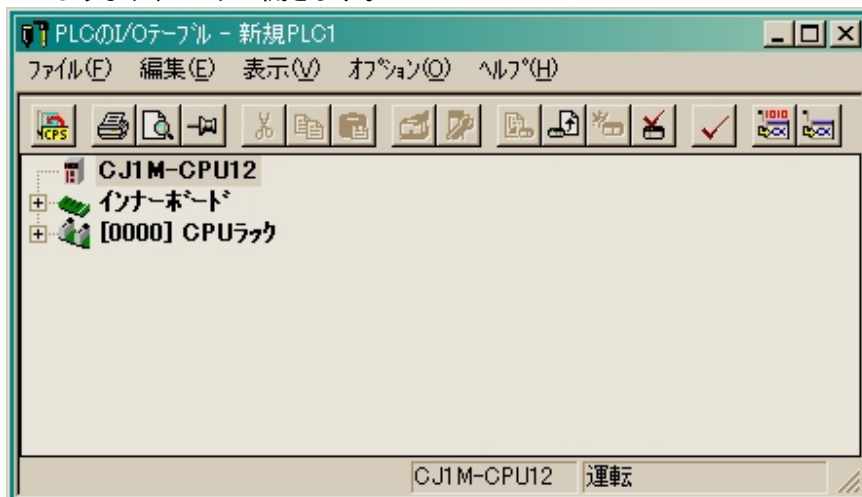 PLCのI/Oテーブル - 新規PLC1
ファイル(F) 編集(E) 表示(V) オプション(O) ヘルプ(H)
CPS
1010
CJ1M-CPU12
インナーボード
[0000] CPUラック
CJ1M-CPU12 運転